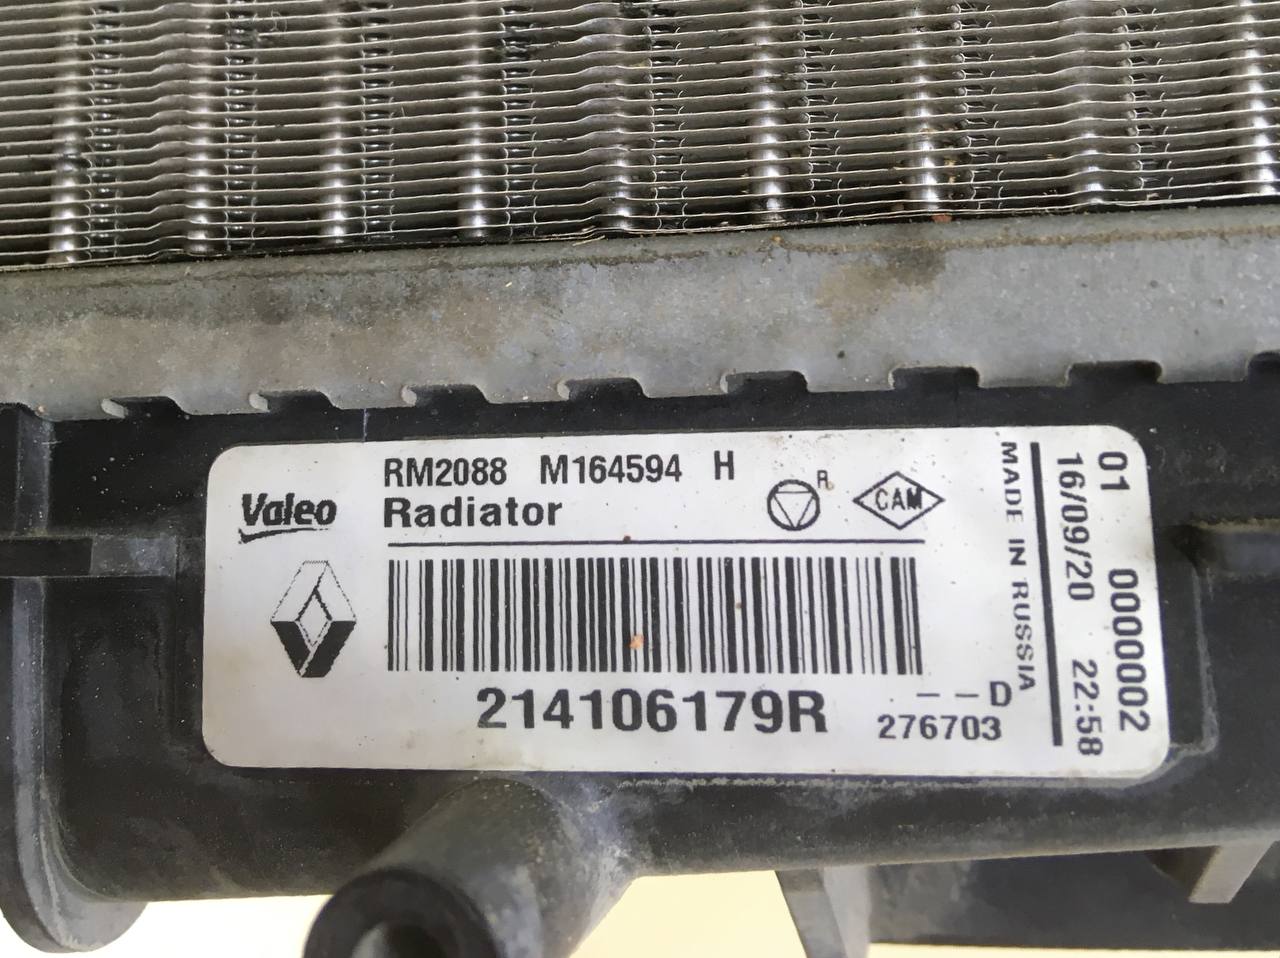 RM2088 M164594 H
Valeo
Radiator
R
CAM
214106179R
--D
276703
MADE IN RUSSIA
01 0000002
16/09/20 22:58